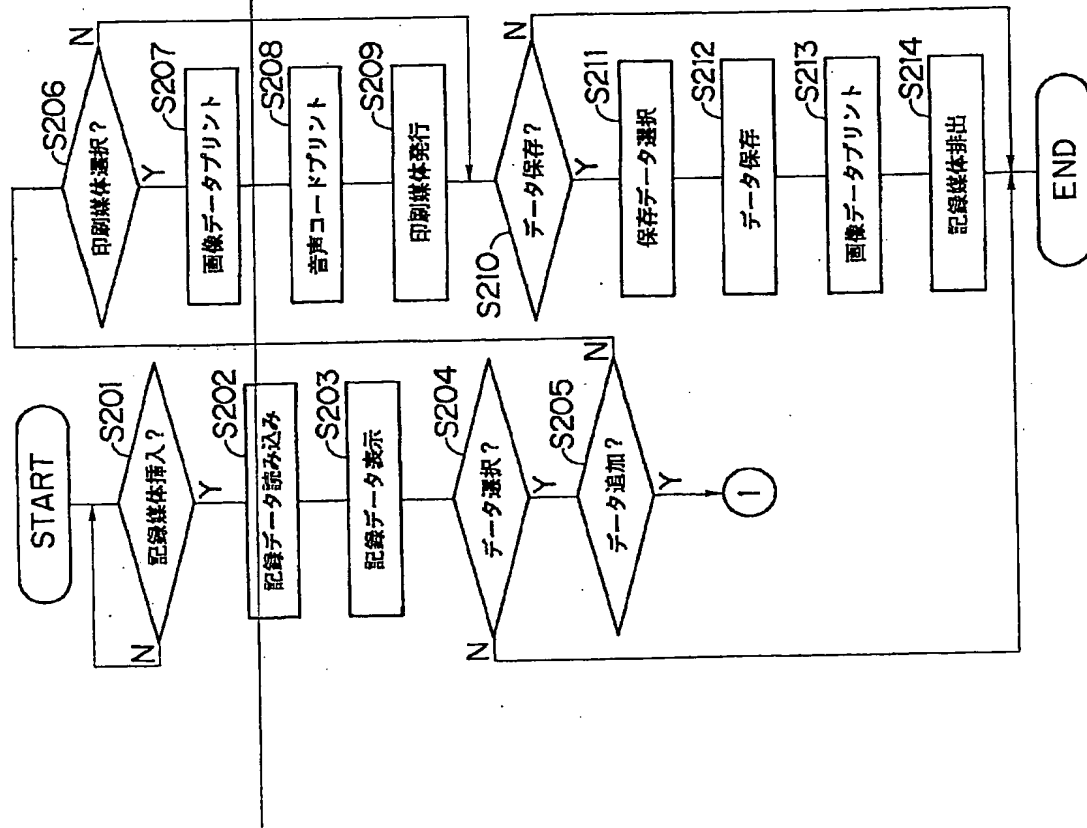 START
S201
記録媒体挿入?
N
Y
S202
記録データ読み込み
S203
記録データ表示
S204
データ選択?
N
Y
S205
データ追加?
N
Y
1
S206
印刷媒体選択?
N
Y
S207
画像データプリント
S208
音声コードプリント
S209
印刷媒体発行
S210
データ保存?
N
Y
S211
保存データ選択
S212
データ保存
S213
画像データプリント
S214
記録媒体排出
END